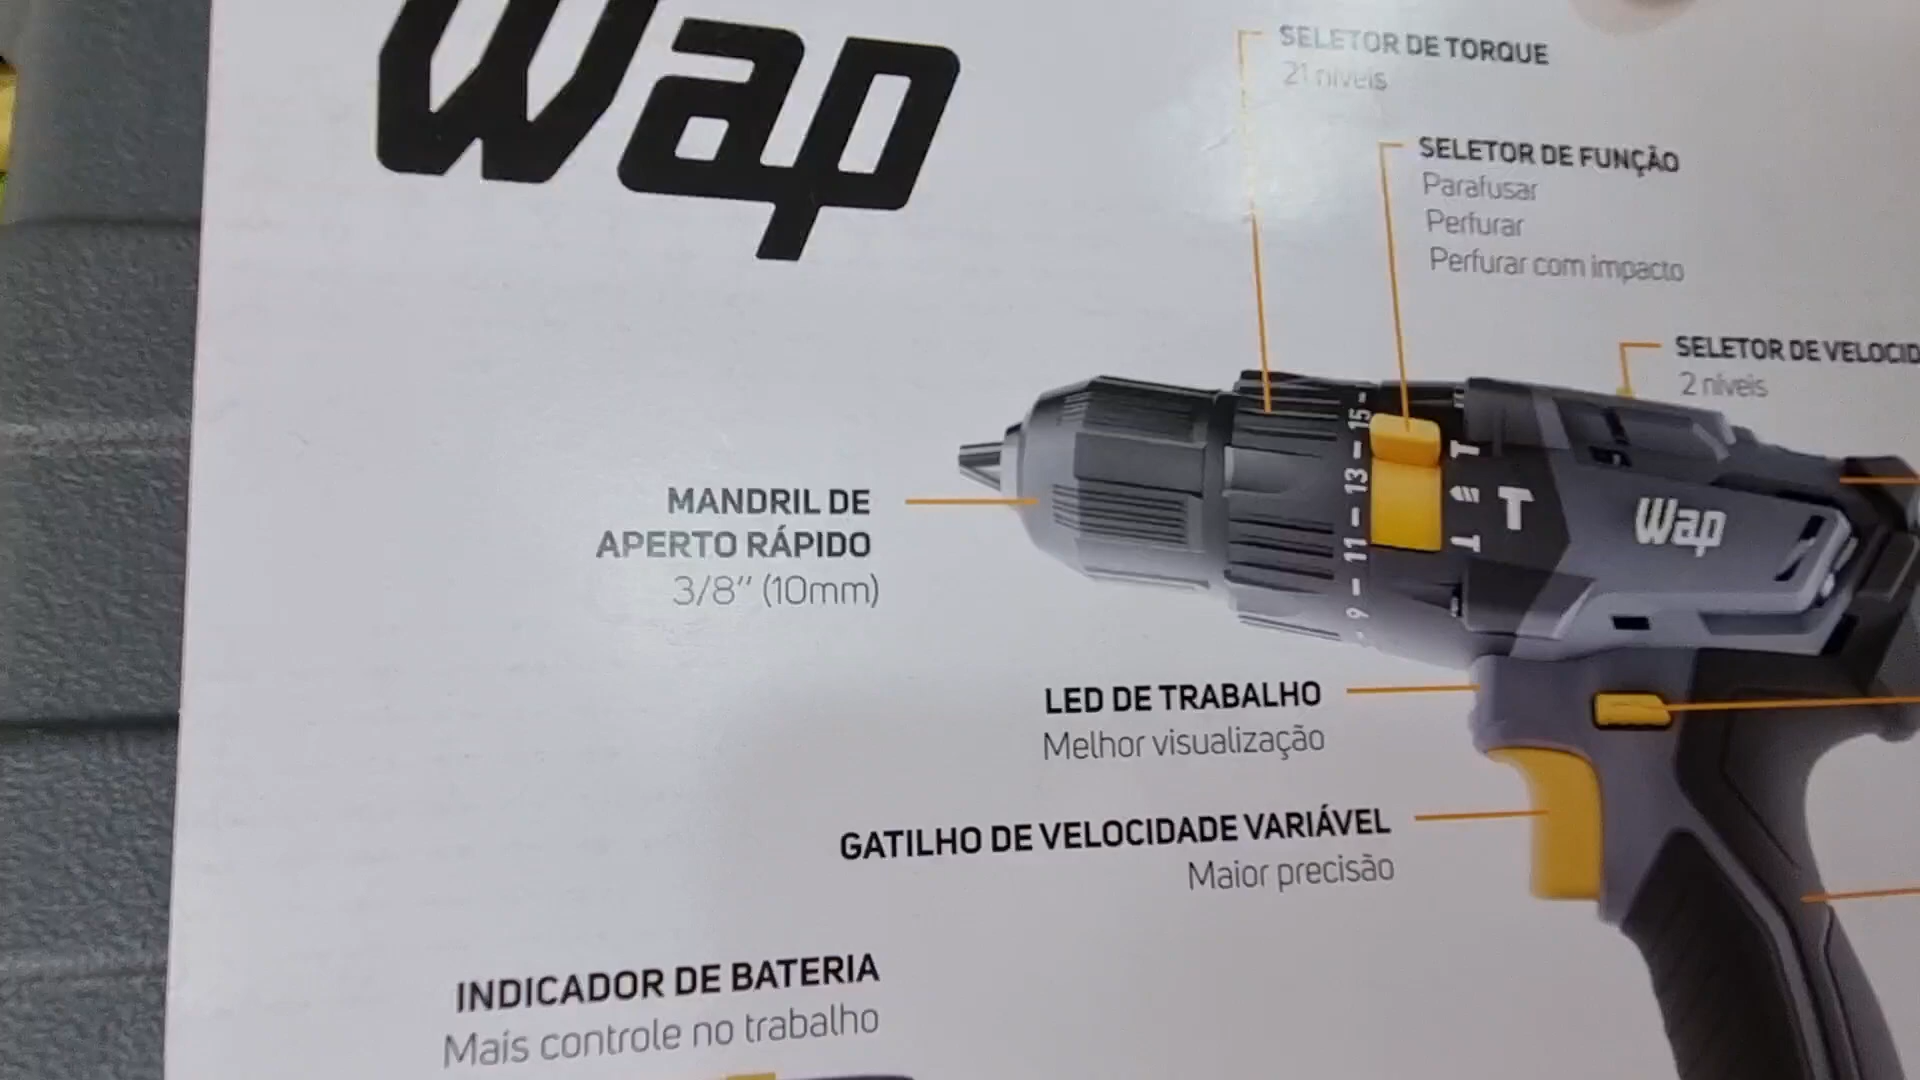 Wap
SELETOR DE TORQUE
21 níveis
SELETOR DE FUNÇÃO
Parafusar
Perfurar
Perfurar com impacto
SELETOR DE VELOCID
2 níveis
MANDRIL DE
APERTO RÁPIDO
3/8” (10mm)
9 – 11 – 13 – 15 –
Wap
LED DE TRABALHO
Melhor visualização
GATILHO DE VELOCIDADE VARIÁVEL
Maior precisão
INDICADOR DE BATERIA
Mais controle no trabalho